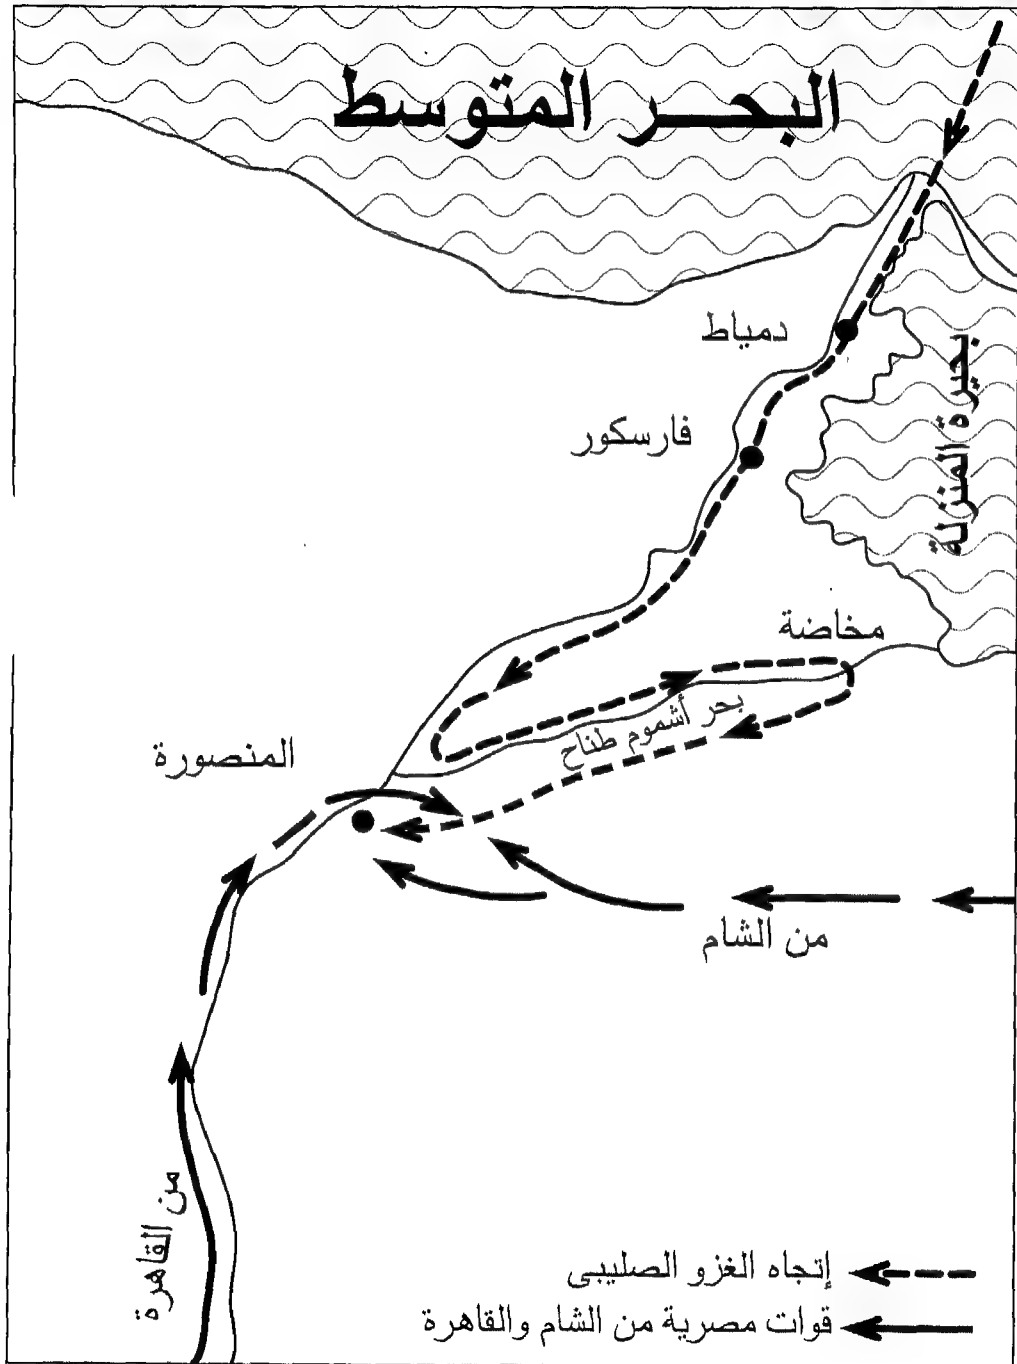 البحر المتوسط
دمياط
بحيرة المنزلة
فارسكور
مخاضة
بحر أشموم طناح
المنصورة
من الشام
من القاهرة
إتجاه الغزو الصليبى
قوات مصرية من الشام والقاهرة